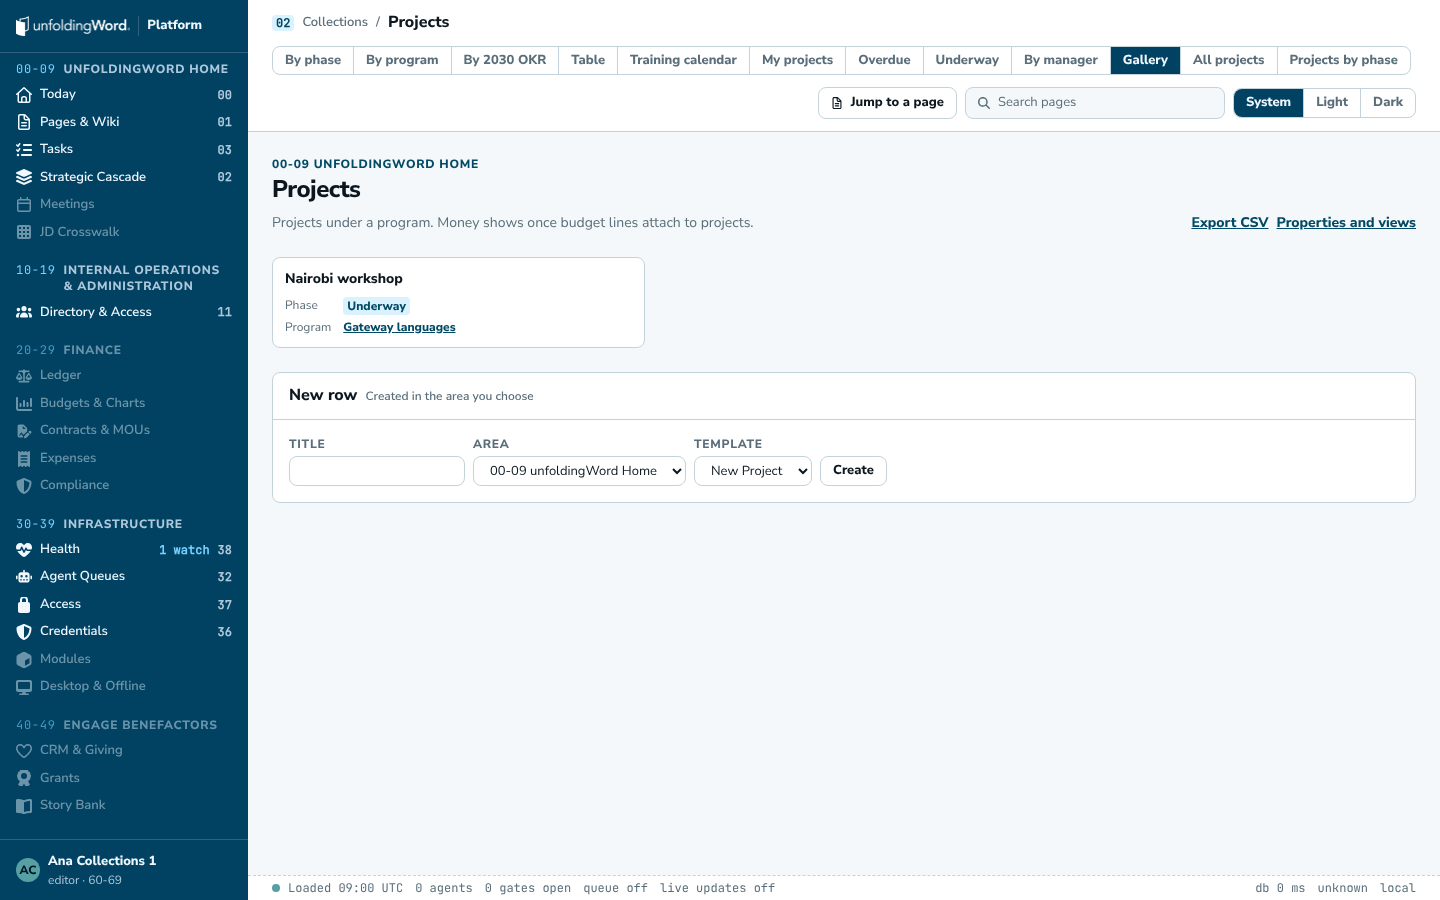 unfoldingWord. Platform
00-09 UNFOLDINGWORD HOME
Today 00
Pages & Wiki 01
Tasks 03
Strategic Cascade 02
Meetings
JD Crosswalk
10-19 INTERNAL OPERATIONS
& ADMINISTRATION
Directory & Access 11
20-29 FINANCE
Ledger
Budgets & Charts
Contracts & MOUs
Expenses
Compliance
30-39 INFRASTRUCTURE
Health 1 watch 38
Agent Queues 32
Access 37
Credentials 36
Modules
Desktop & Offline
40-49 ENGAGE BENEFACTORS
CRM & Giving
Grants
Story Bank
AC Ana Collections 1
editor · 60-69
02 Collections / Projects
By phase By program By 2030 OKR Table Training calendar My projects Overdue Underway By manager Gallery All projects Projects by phase
Jump to a page Search pages System Light Dark
00-09 UNFOLDINGWORD HOME
Projects
Projects under a program. Money shows once budget lines attach to projects. Export CSV Properties and views
Nairobi workshop
Phase Underway
Program Gateway languages
New row Created in the area you choose
TITLE AREA TEMPLATE
00-09 unfoldingWord Home New Project Create
Loaded 09:00 UTC 0 agents 0 gates open queue off live updates off db 0 ms unknown local